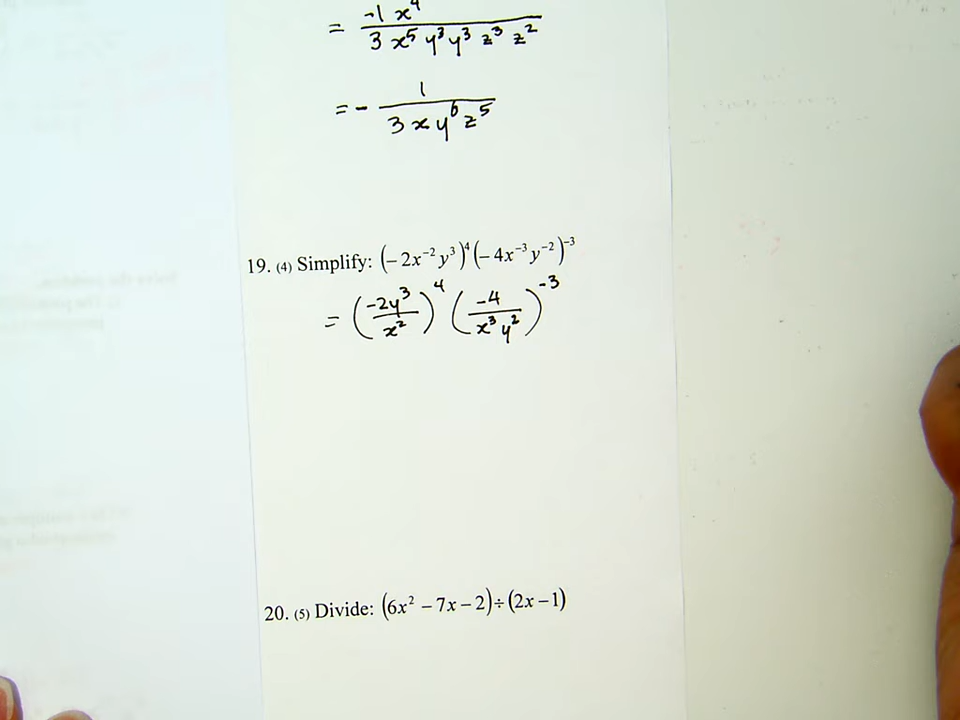 = -1 x⁴ / 3 x⁵ y³ y³ z³ z²
= - 1 / 3 x y⁶ z⁵
19. (4) Simplify: (-2x⁻²y³)⁴(-4x⁻³y⁻²)⁻³
= (-2y³ / x²)⁴ (-4 / x³ y²)⁻³
20. (5) Divide: (6x² - 7x - 2) ÷ (2x - 1)